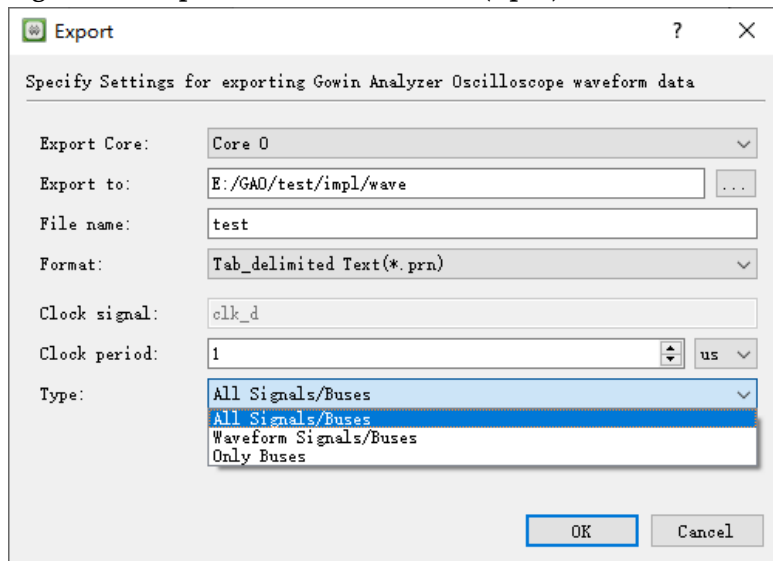 Export ?
Specify Settings for exporting Gowin Analyzer Oscilloscope waveform data
Export Core: Core 0
Export to: E:/GAO/test/impl/wave ...
File name: test
Format: Tab_delimited Text(*.prn)
Clock signal: clk_d
Clock period: 1 us
Type: All Signals/Buses
All Signals/Buses
Waveform Signals/Buses
Only Buses
OK Cancel